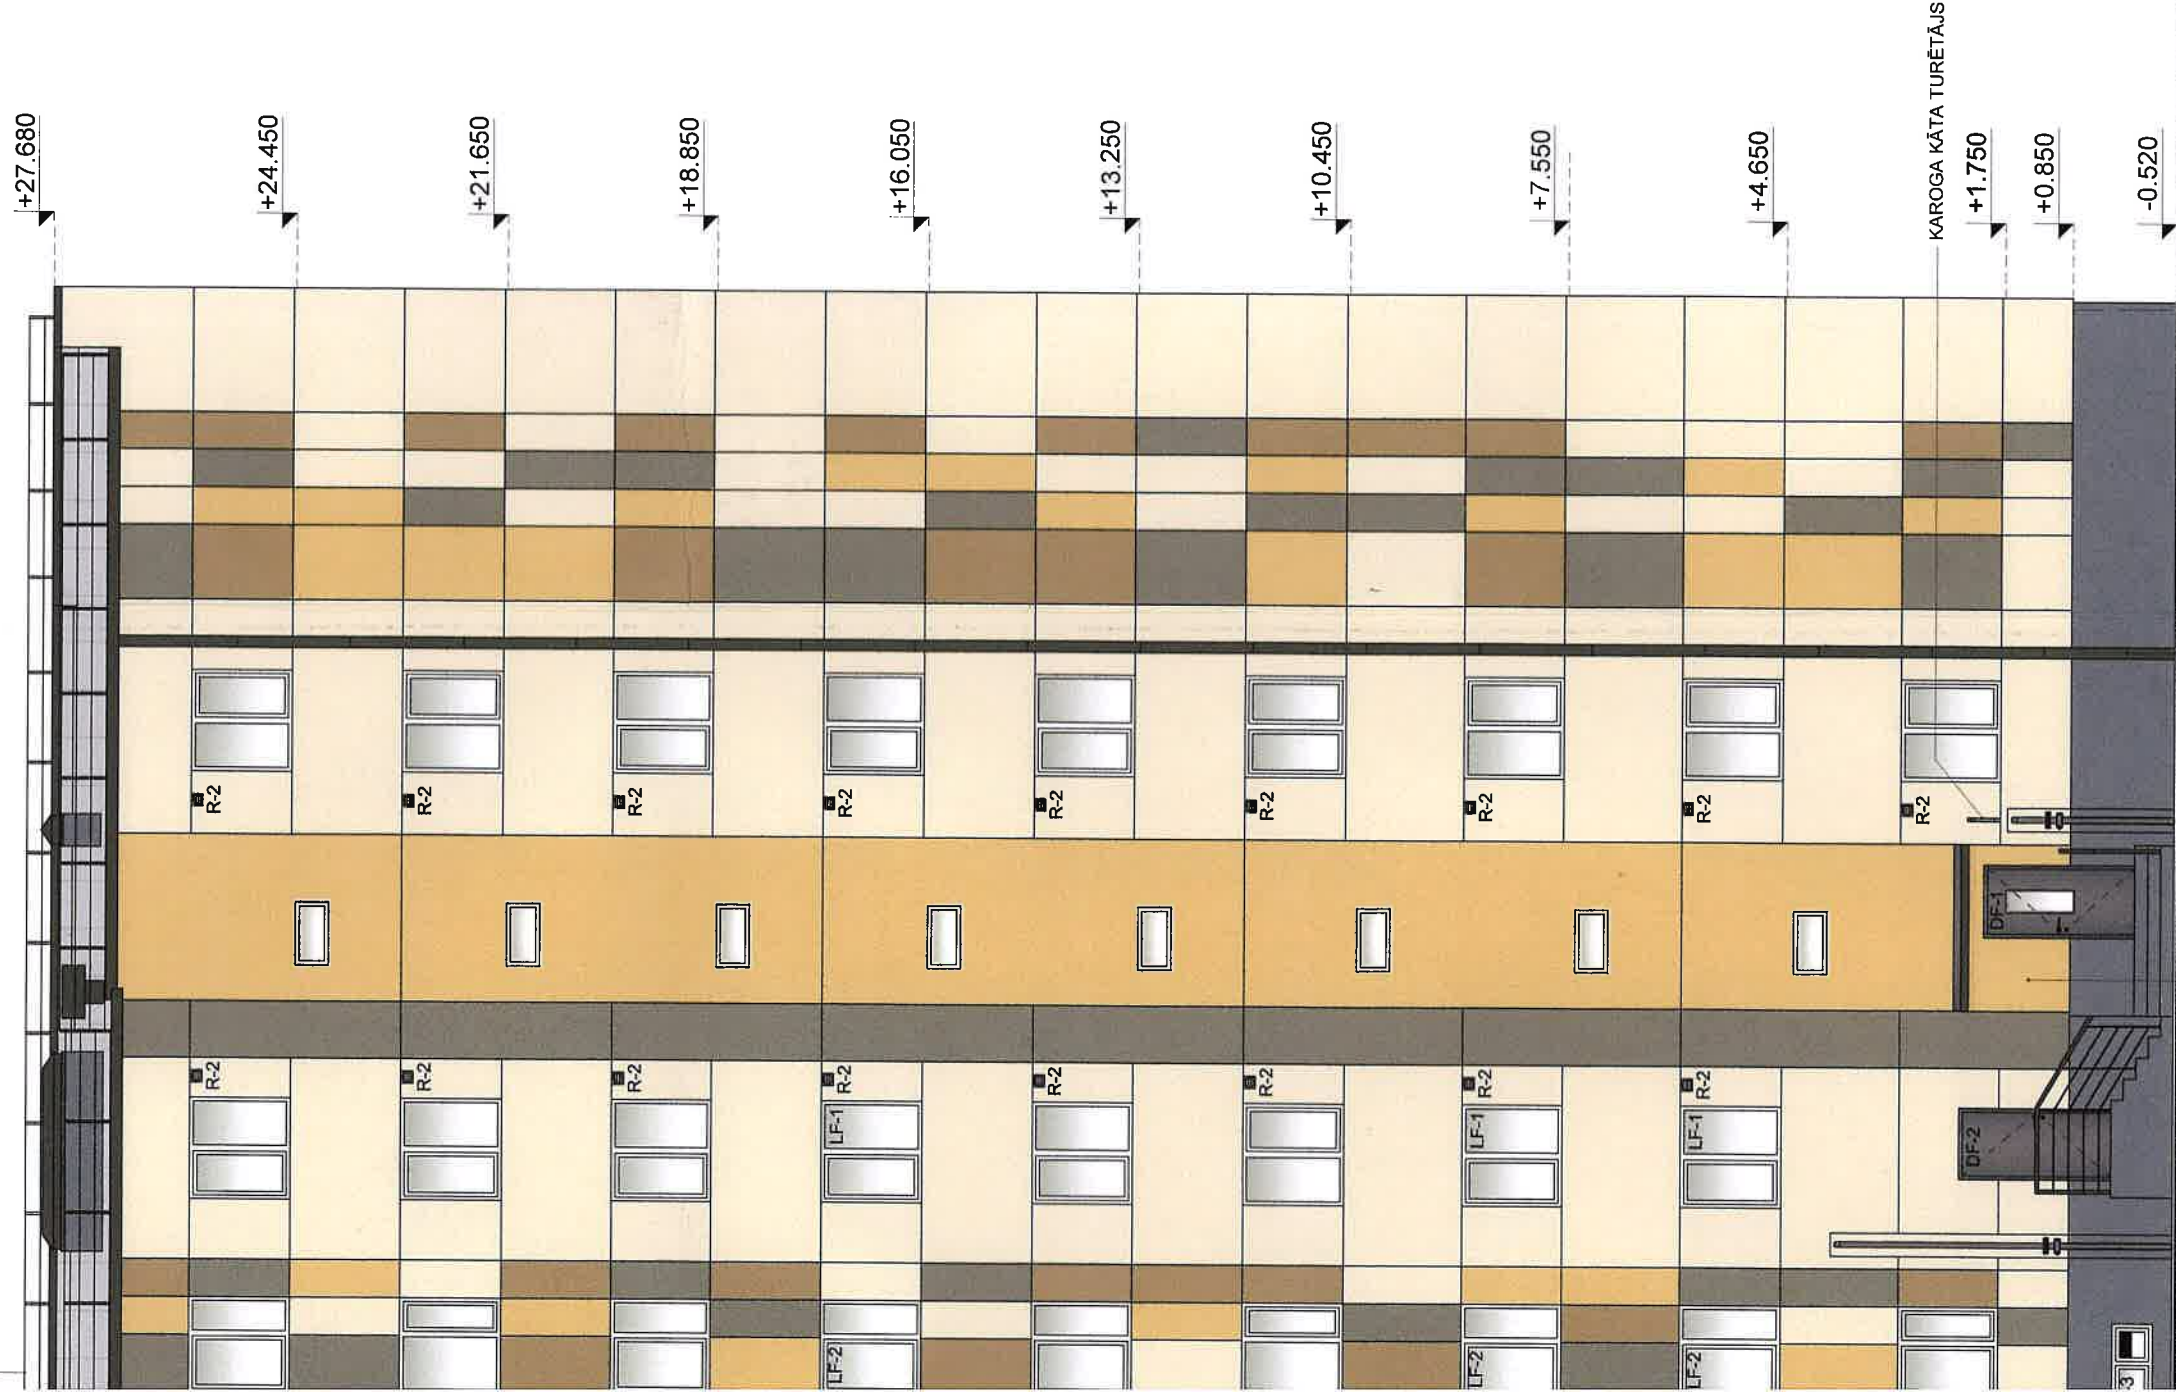 +27.680
+24.450
+21.650
+18.850
+16.050
+13.250
+10.450
+7.550
+4.650
KAROGA KĀTA TURĒTĀJS
+1.750
+0.850
-0.520
R-2
R-2
R-2
R-2
R-2
R-2
R-2
R-2
R-2
DF-1
R-2
R-2
R-2
R-2
R-2
R-2
R-2
R-2
LF-1
LF-1
LF-1
DF-2
LF-2
LF-2
LF-2
3